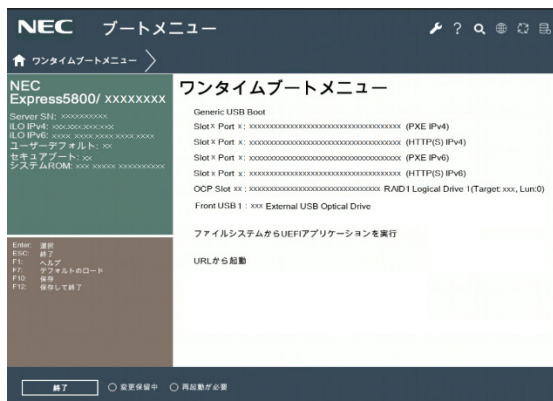 NEC ブートメニュー
ワンタイムブートメニュー
NEC
Express5800/ xxxxxxxx
Server SN: xxxxxxxxxx
iLO IPv4: xxx.xxx.xxx.xxx
iLO IPv6: xxxx xxxx xxxx xxxx xxxx
ユーザーデフォルト: xx
セキュアブート: xx
システムROM: xxx xxxxx xxxxxxxxxx
Enter: 選択
ESC: 終了
F1: ヘルプ
F7: デフォルトのロード
F10: 保存
F12: 保存して終了
ワンタイムブートメニュー
Generic USB Boot
Slot x Port x: xxxxxxxxxxxxxxxxxxxxxxxxxxxxxxxxxxxx (PXE IPv4)
Slot x Port x: xxxxxxxxxxxxxxxxxxxxxxxxxxxxxxxxxxxx (HTTP(S) IPv4)
Slot x Port x: xxxxxxxxxxxxxxxxxxxxxxxxxxxxxxxxxxxx (PXE IPv6)
Slot x Port x: xxxxxxxxxxxxxxxxxxxxxxxxxxxxxxxxxxxx (HTTP(S) IPv6)
OCP Slot xx : xxxxxxxxxxxxxxxxxxxxxxxxxxxxxxx RAID1 Logical Drive 1(Target: xxx, Lun:0)
Front USB 1 : xxx External USB Optical Drive
ファイルシステムからUEFIアプリケーションを実行
URLから起動
終了 変更保留中 再起動が必要